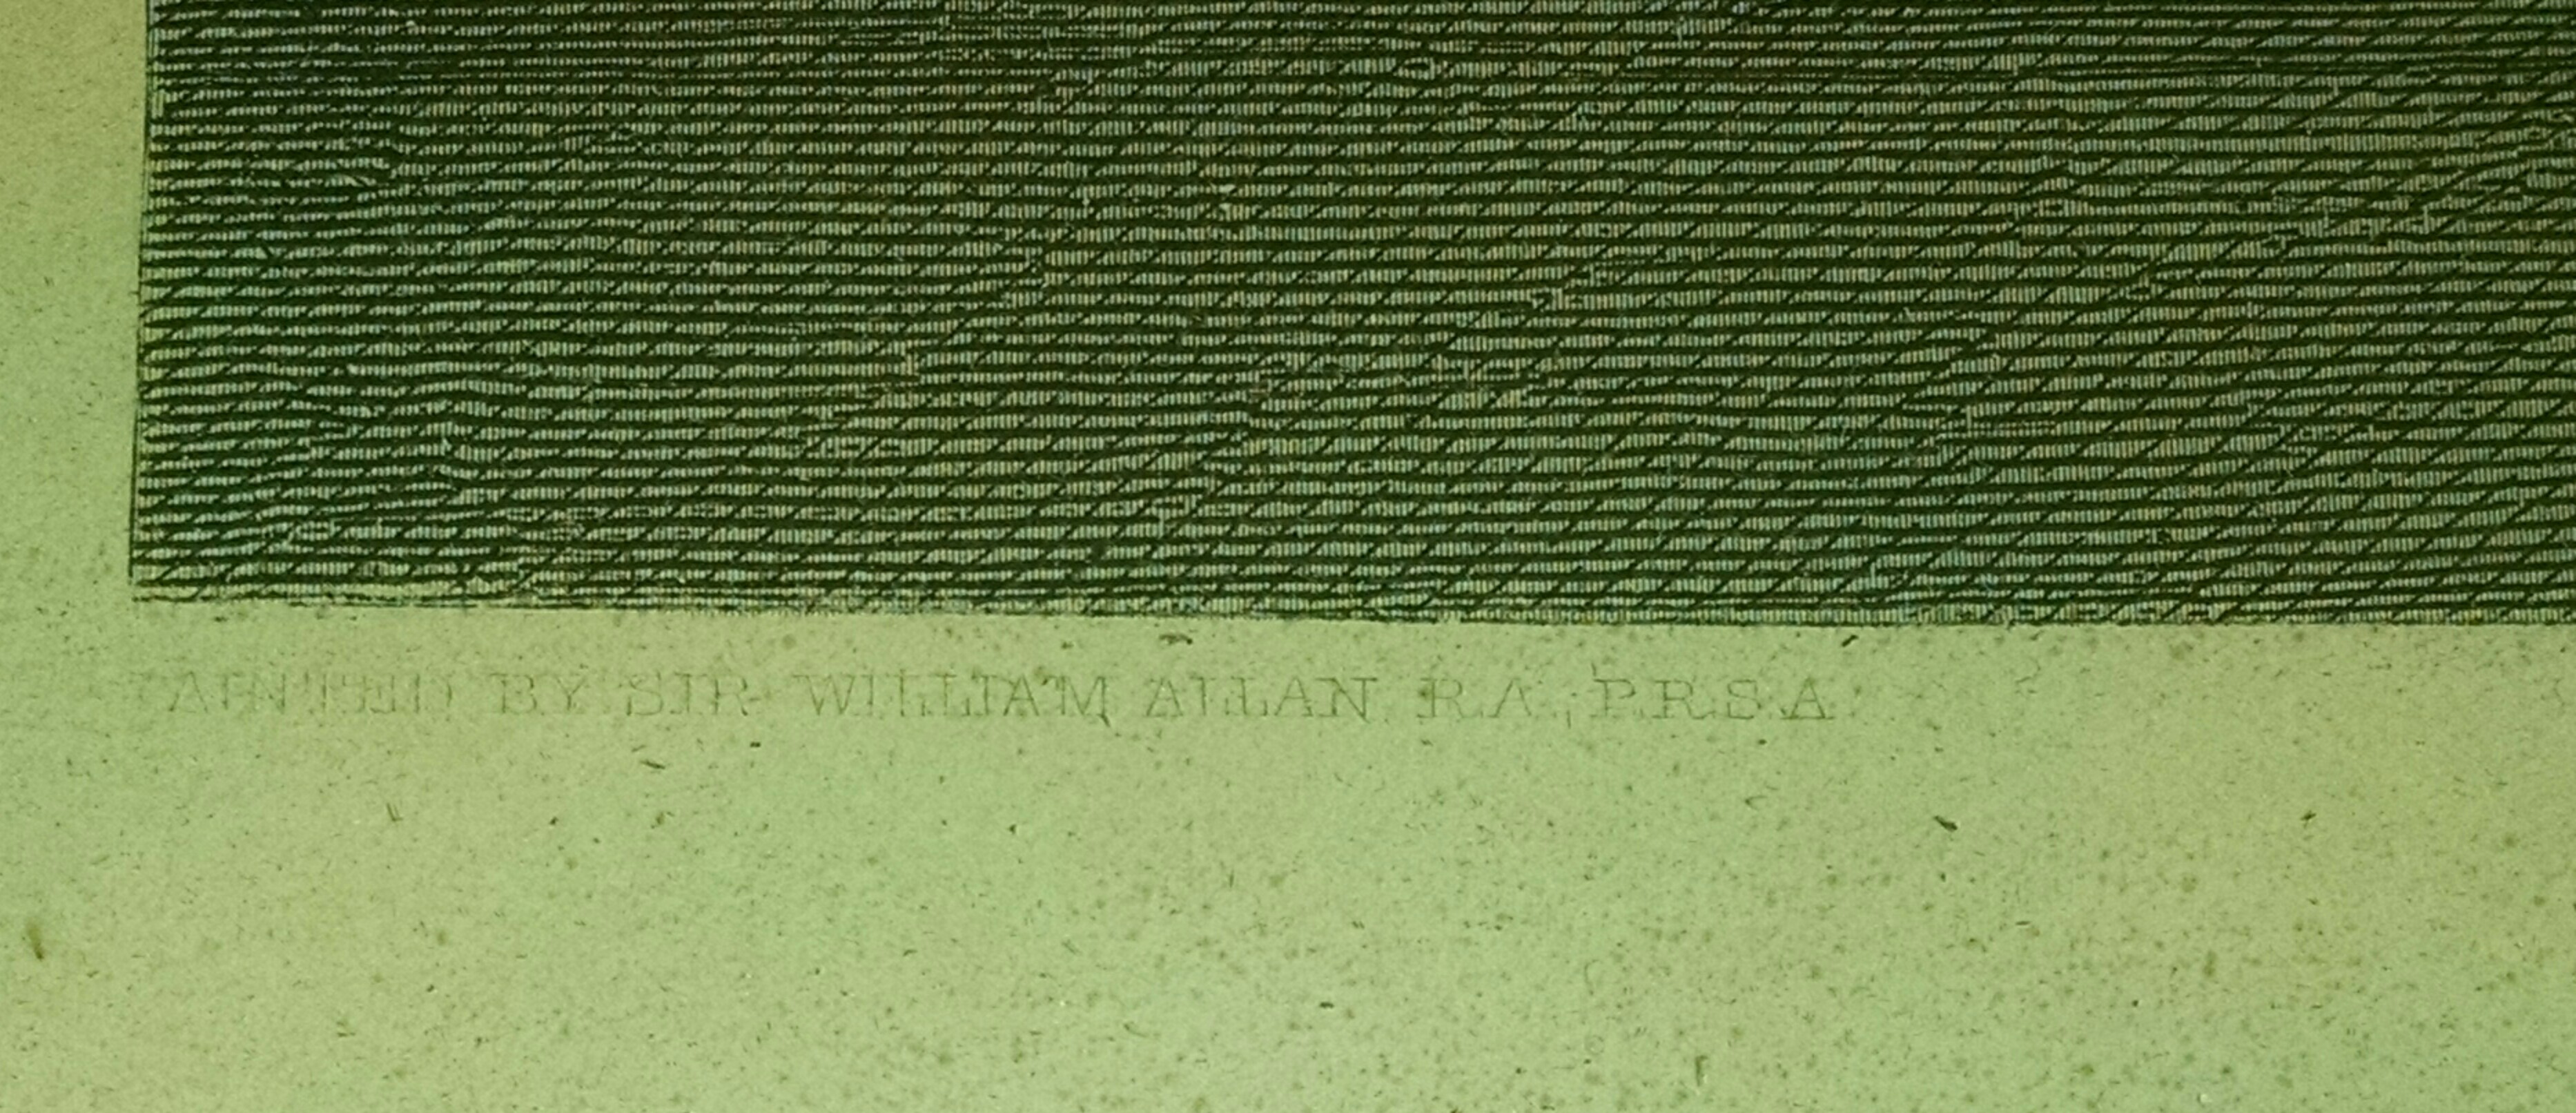 PAINTED BY SIR WILLIAM ALLAN R.A., P.R.S.A.